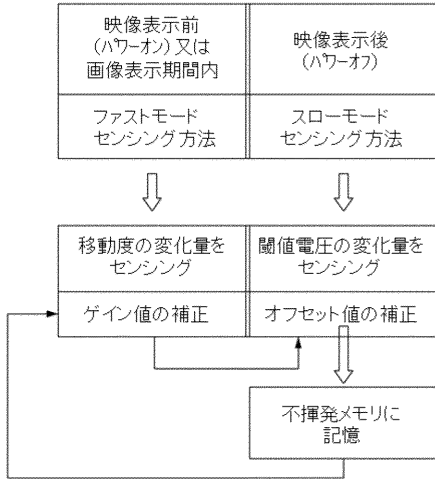 映像表示前
(パワーオン)又は
画像表示期間内
映像表示後
(パワーオフ)
ファストモード
センシング方法
スローモード
センシング方法
移動度の変化量を
センシング
閾値電圧の変化量を
センシング
ゲイン値の補正
オフセット値の補正
不揮発メモリに
記憶